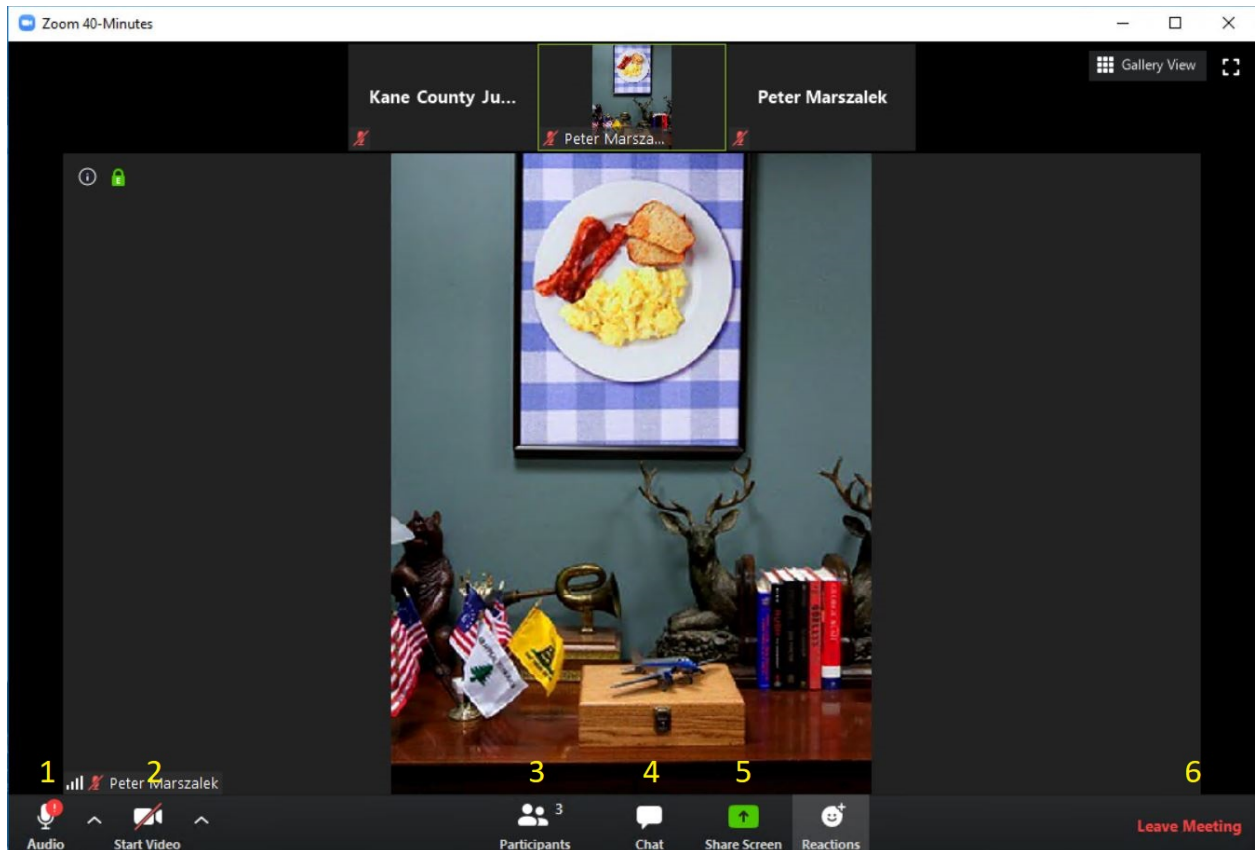 Zoom 40-Minutes
Kane County Ju...
Peter Marsza...
Peter Marszalek
Gallery View
1
2
3
4
5
6
Peter Marszalek
3
Audio
Start Video
Participants
Chat
Share Screen
Reactions
Leave Meeting